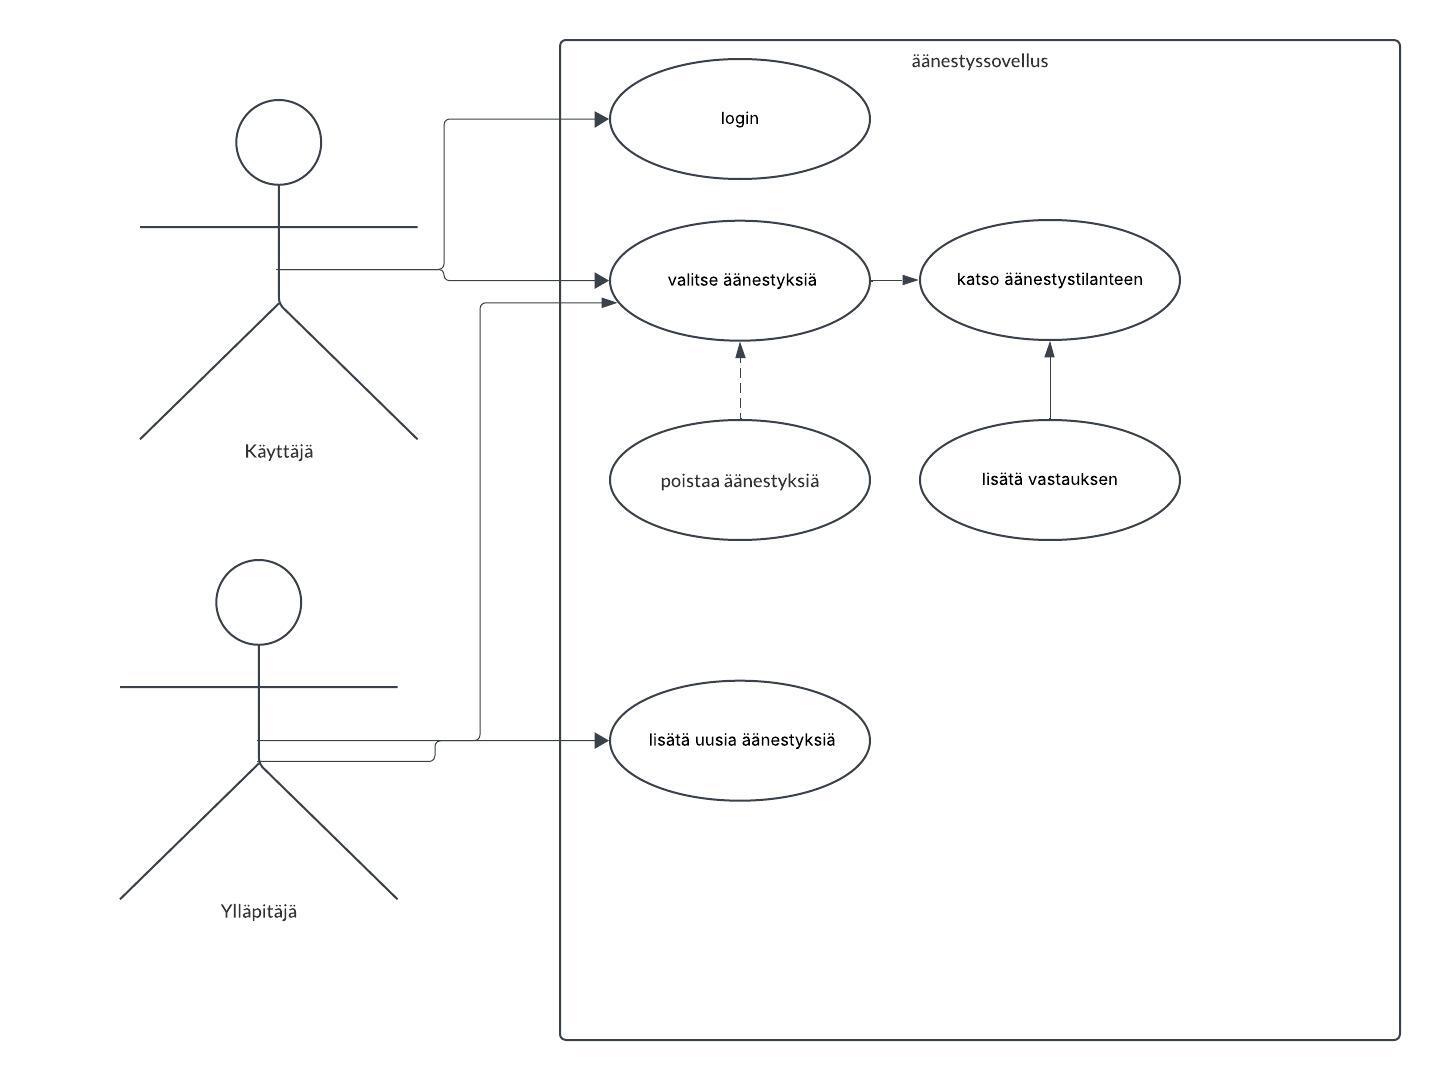 äänestyssovellus
login
valitse äänestyksiä
katso äänestystilanteen
Käyttäjä
poistaa äänestyksiä
lisätä vastauksen
lisätä uusia äänestyksiä
Ylläpitäjä